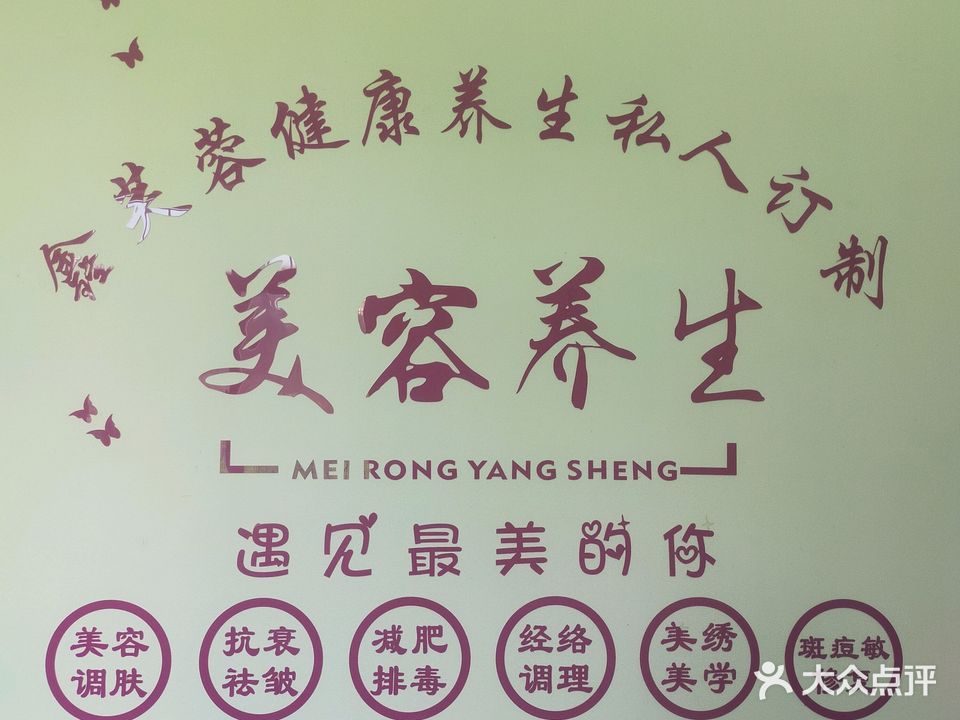 芙蓉健康养生私人订制
美容养生
MEI RONG YANG SHENG
遇见最美的你
美容调肤
抗衰祛皱
减肥排毒
经络调理
美绣美学
斑痘敏
大众点评